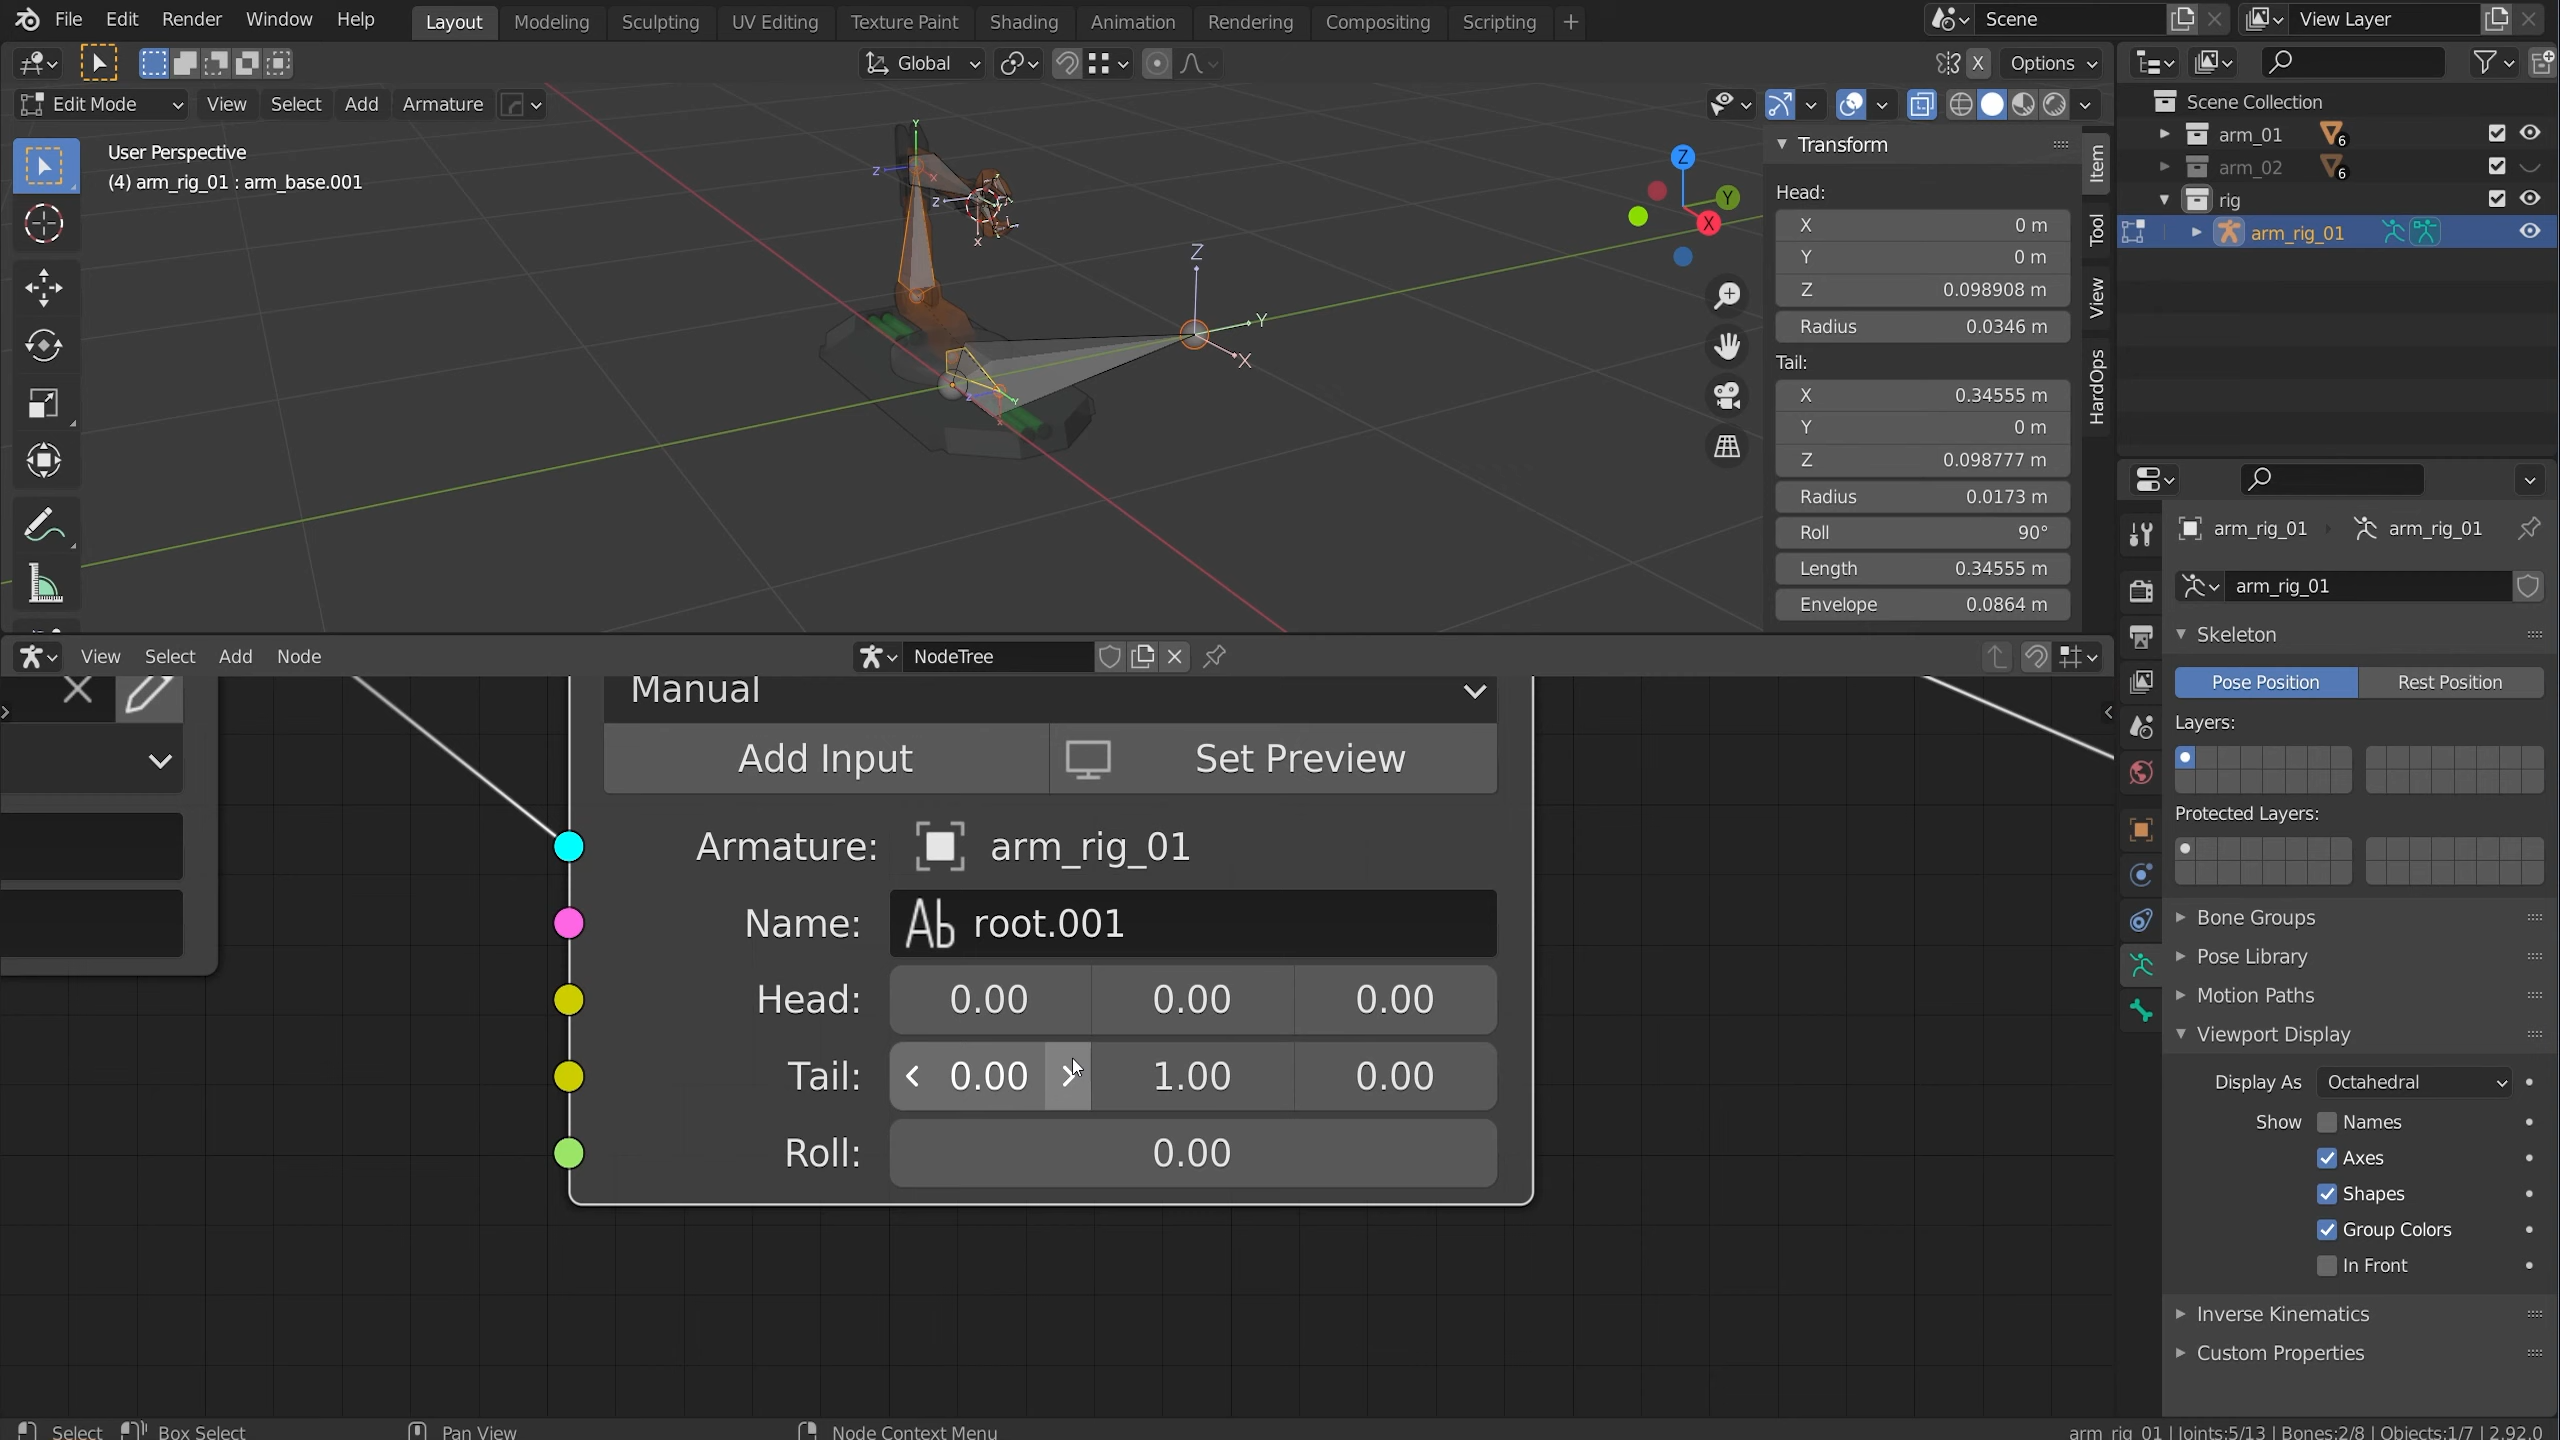 File Edit Render Window Help Layout Modeling Sculpting UV Editing Texture Paint Shading Animation Rendering Compositing Scripting + Scene View Layer
Global X Options
Edit Mode View Select Add Armature
User Perspective
(4) arm_rig_01 : arm_base.001
Y
Z
X
Z
X
Z
Y
X
Z
Y
X
Transform
Head:
X 0 m
Y 0 m
Z 0.098908 m
Radius 0.0346 m
Tail:
X 0.34555 m
Y 0 m
Z 0.098777 m
Radius 0.0173 m
Roll 90°
Length 0.34555 m
Envelope 0.0864 m
Item
Tool
View
HardOps
Scene Collection
arm_01 6
arm_02 6
rig
arm_rig_01
arm_rig_01 arm_rig_01
arm_rig_01
Skeleton
Pose Position Rest Position
Layers:
Protected Layers:
Bone Groups
Pose Library
Motion Paths
Viewport Display
Display As Octahedral
Show Names
Axes
Shapes
Group Colors
In Front
Inverse Kinematics
Custom Properties
View Select Add Node NodeTree
Manual
Add Input Set Preview
Armature: arm_rig_01
Name: Ab root.001
Head: 0.00 0.00 0.00
Tail: 0.00 1.00 0.00
Roll: 0.00
Select Box Select Pan View Node Context Menu arm_rig_01 | Joints:5/13 | Bones:2/8 | Objects:1/7 | 2.92.0